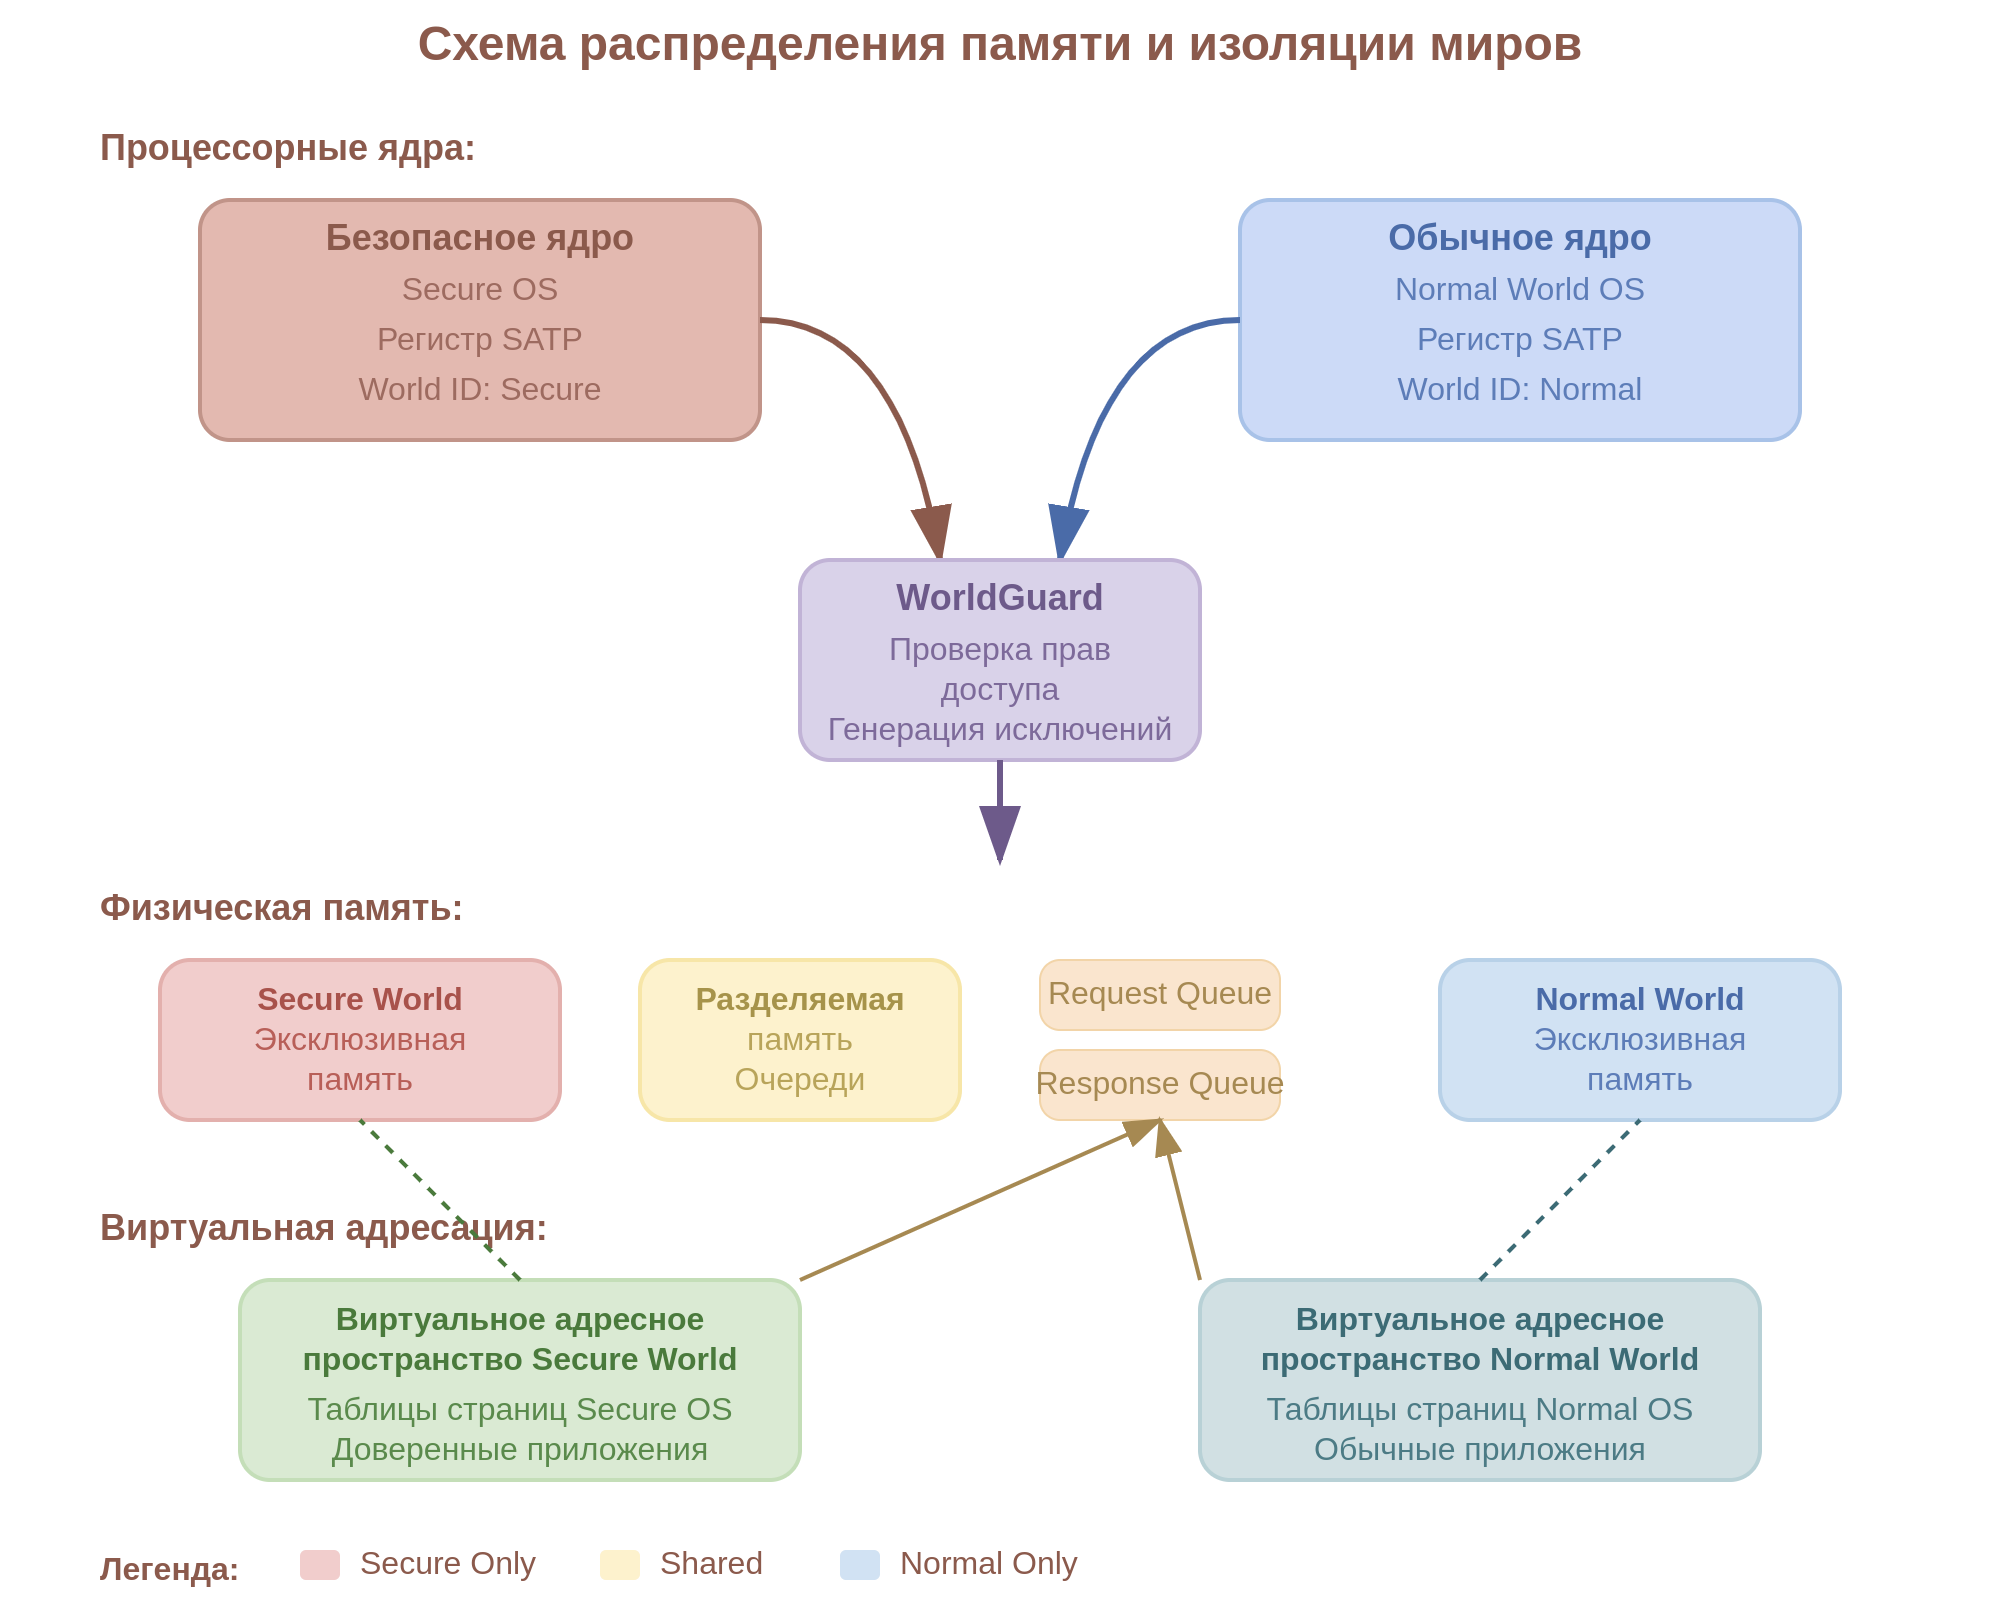 Схема распределения памяти и изоляции миров
Процессорные ядра:
Безопасное ядро
Secure OS
Регистр SATP
World ID: Secure
Обычное ядро
Normal World OS
Регистр SATP
World ID: Normal
WorldGuard
Проверка прав
доступа
Генерация исключений
Физическая память:
Secure World
Эксклюзивная
память
Разделяемая
память
Очереди
Request Queue
Response Queue
Normal World
Эксклюзивная
память
Виртуальная адресация:
Виртуальное адресное
пространство Secure World
Таблицы страниц Secure OS
Доверенные приложения
Виртуальное адресное
пространство Normal World
Таблицы страниц Normal OS
Обычные приложения
Легенда:
Secure Only
Shared
Normal Only